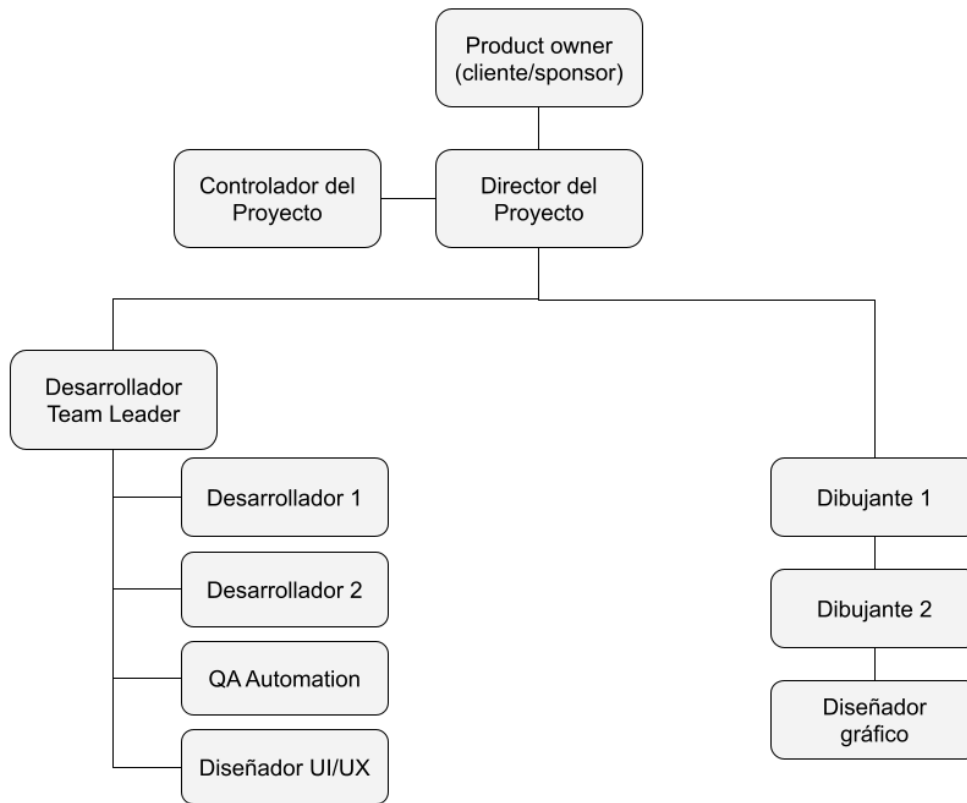 Product owner
(cliente/sponsor)
Controlador del
Proyecto
Director del
Proyecto
Desarrollador
Team Leader
Desarrollador 1
Desarrollador 2
QA Automation
Diseñador UI/UX
Dibujante 1
Dibujante 2
Diseñador
gráfico